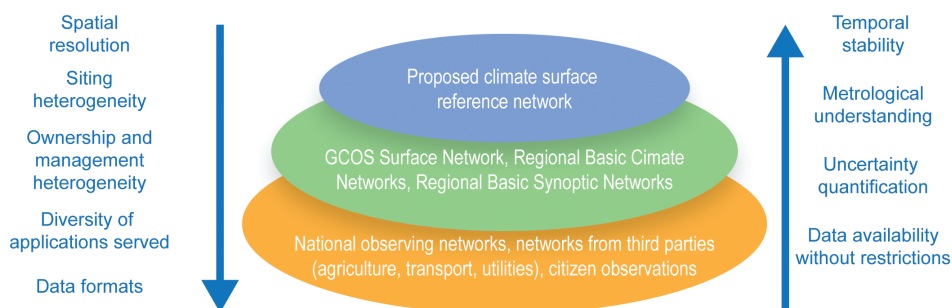 Spatial
resolution
Siting
heterogeneity
Ownership and
management
heterogeneity
Diversity of
applications served
Data formats
Proposed climate surface
reference network
GCOS Surface Network, Regional Basic Cimate
Networks, Regional Basic Synoptic Networks
National observing networks, networks from third parties
(agriculture, transport, utilities), citizen observations
Temporal
stability
Metrological
understanding
Uncertainty
quantification
Data availability
without restrictions